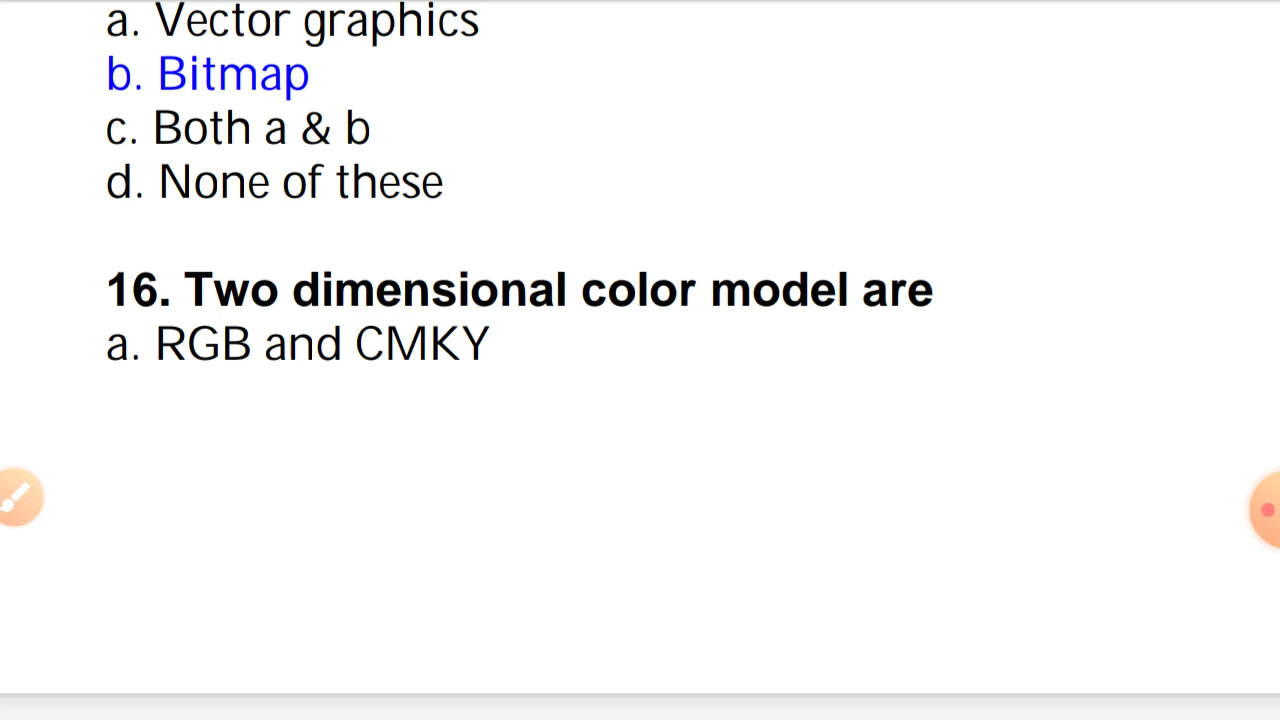 a. Vector graphics
b. Bitmap
c. Both a & b
d. None of these
16. Two dimensional color model are
a. RGB and CMKY